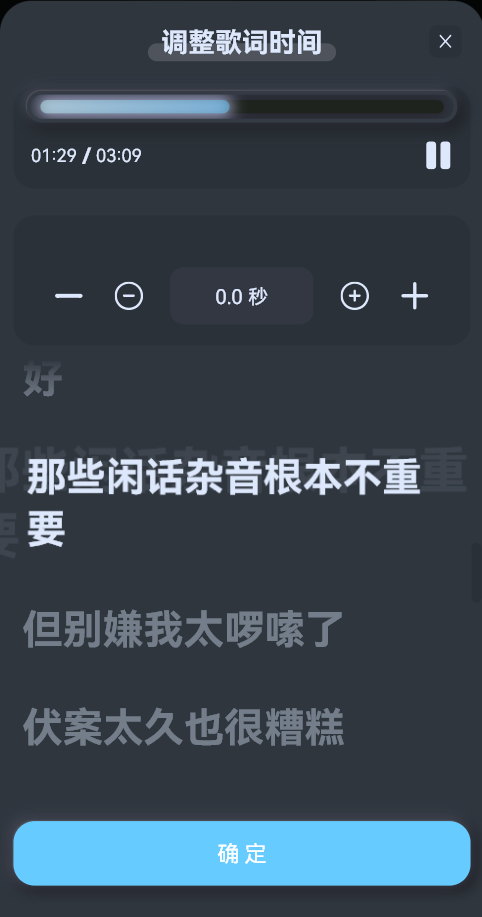 调整歌词时间
01:29 / 03:09
0.0 秒
好
那些闲话杂音根本不重
要
但别嫌我太啰嗦了
伏案太久也很糟糕
确定